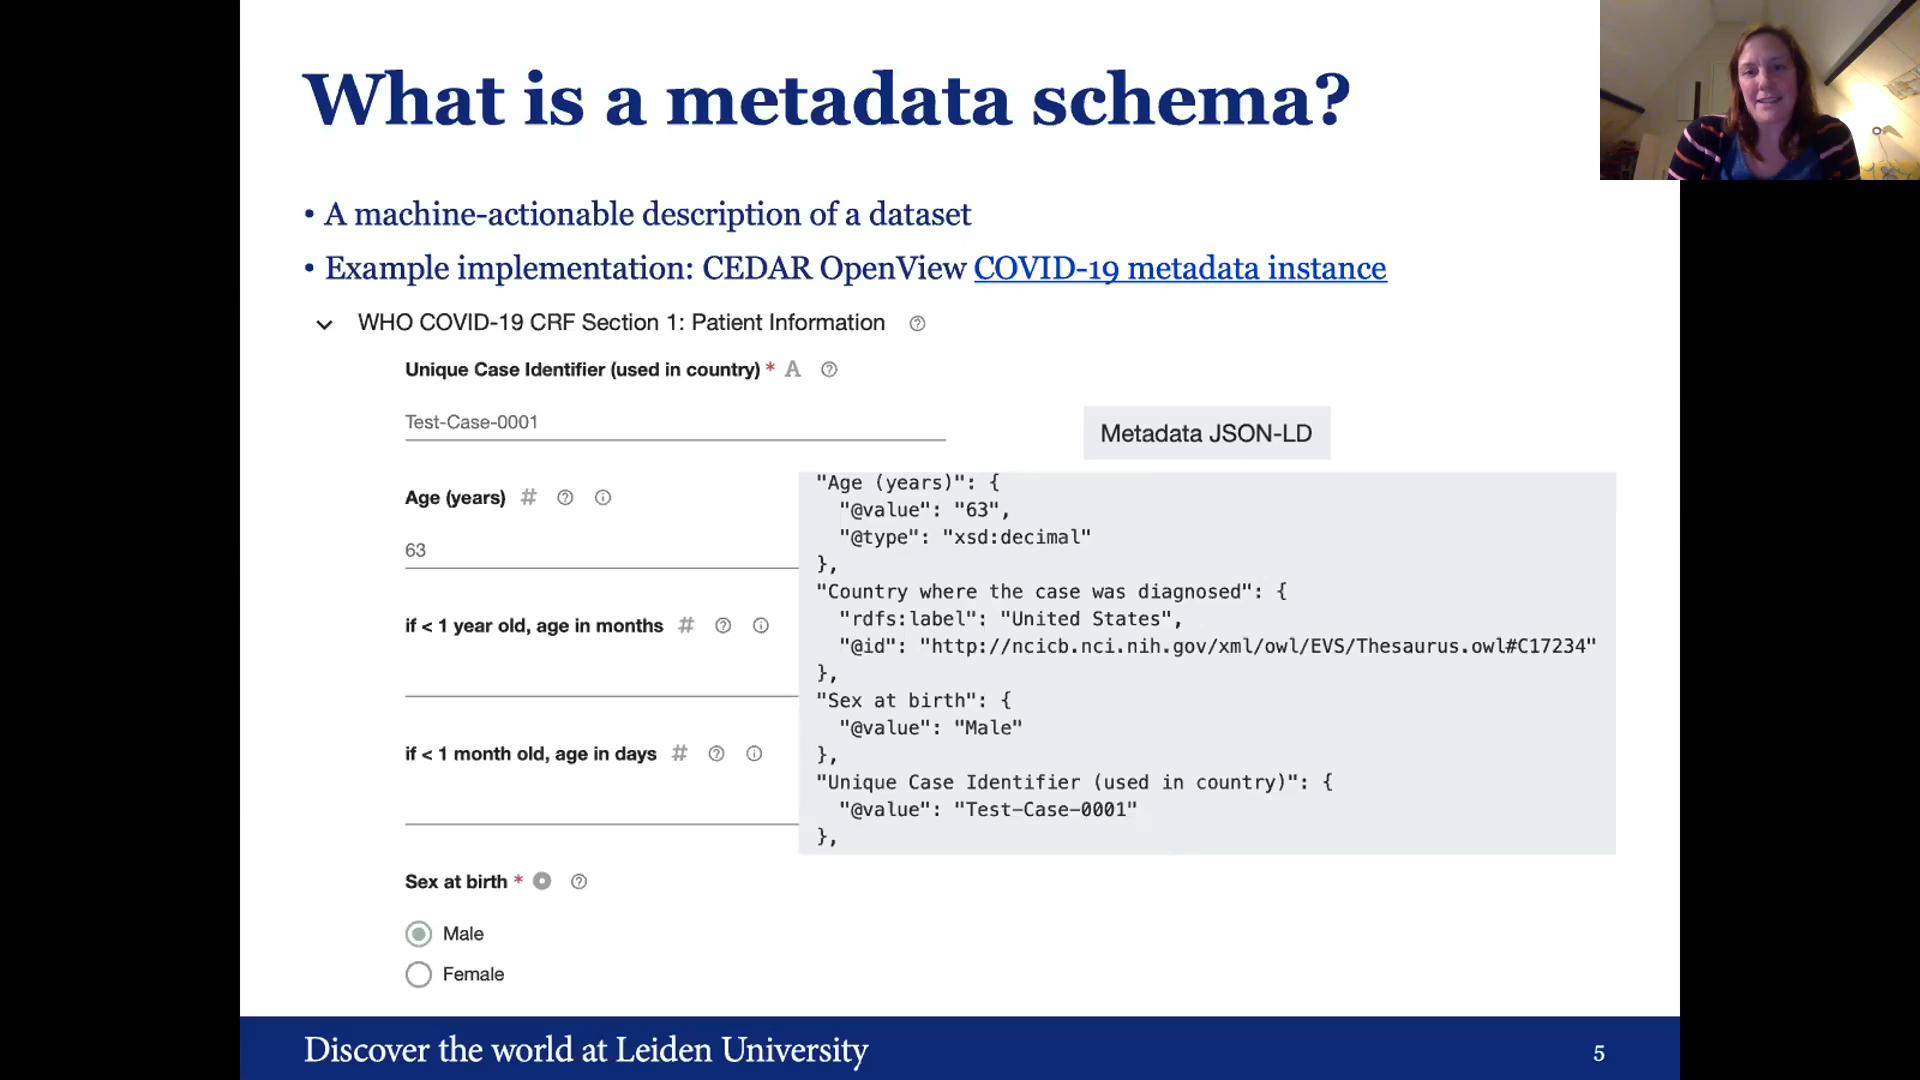 What is a metadata schema?
• A machine-actionable description of a dataset
• Example implementation: CEDAR OpenView COVID-19 metadata instance
WHO COVID-19 CRF Section 1: Patient Information
Unique Case Identifier (used in country) * A
Test-Case-0001
Metadata JSON-LD
Age (years) #
63
if < 1 year old, age in months #
if < 1 month old, age in days #
"Age (years)": {
"@value": "63",
"@type": "xsd:decimal"
},
"Country where the case was diagnosed": {
"rdfs:label": "United States",
"@id": "http://ncicb.nci.nih.gov/xml/owl/EVS/Thesaurus.owl#C17234"
},
"Sex at birth": {
"@value": "Male"
},
"Unique Case Identifier (used in country)": {
"@value": "Test-Case-0001"
},
Sex at birth *
Male
Female
Discover the world at Leiden University
5